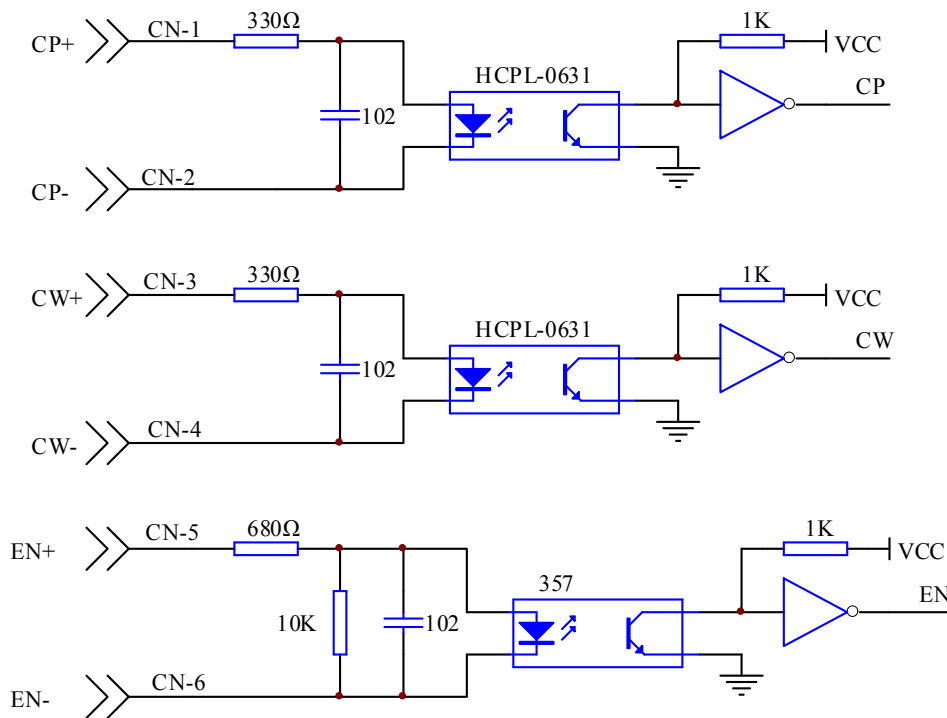 CP+ CN-1 330Ω 1K VCC
HCPL-0631 CP
102
CP- CN-2
CW+ CN-3 330Ω 1K VCC
HCPL-0631 CW
102
CW- CN-4
EN+ CN-5 680Ω 1K VCC
357 EN
10K 102
EN- CN-6